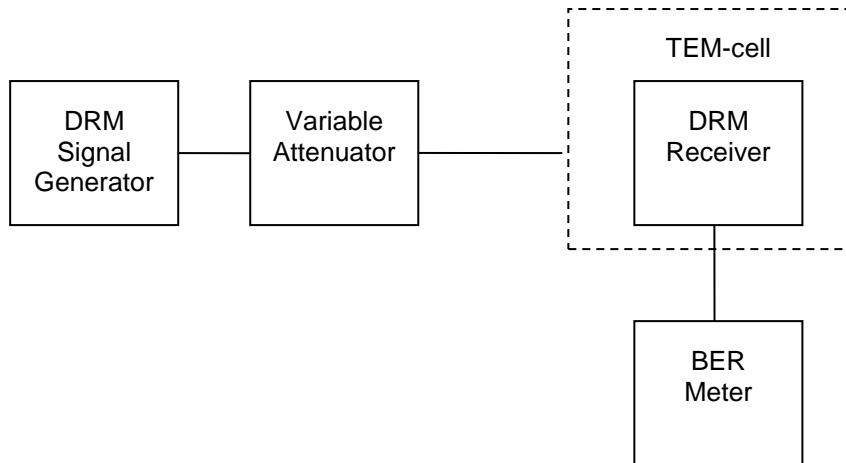 TEM-cell
DRM
Signal
Generator
Variable
Attenuator
DRM
Receiver
BER
Meter